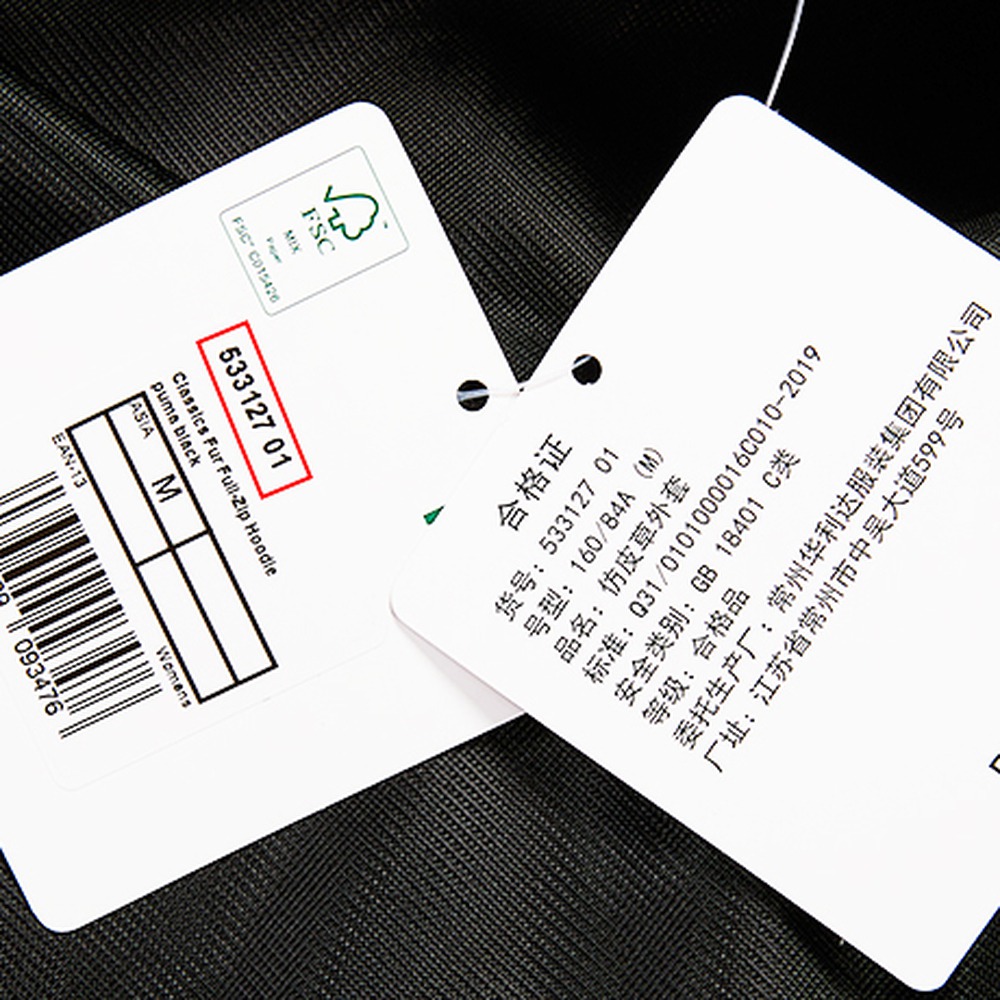 FSC
MIX
Paper
FSC® C015426
533127 01
Classics Fur Full-Zip Hoodie
puma black
ASIA
M
EAN-13
Womens
093476
合格证
货号: 533127 01
号型: 160/84A (M)
品名: 仿皮草外套
标准: Q31/0101000016C010-2019
安全类别: GB 18401 C类
等级: 合格品
委托生产厂: 常州华利达服装集团有限公司
厂址: 江苏省常州市中吴大道599号